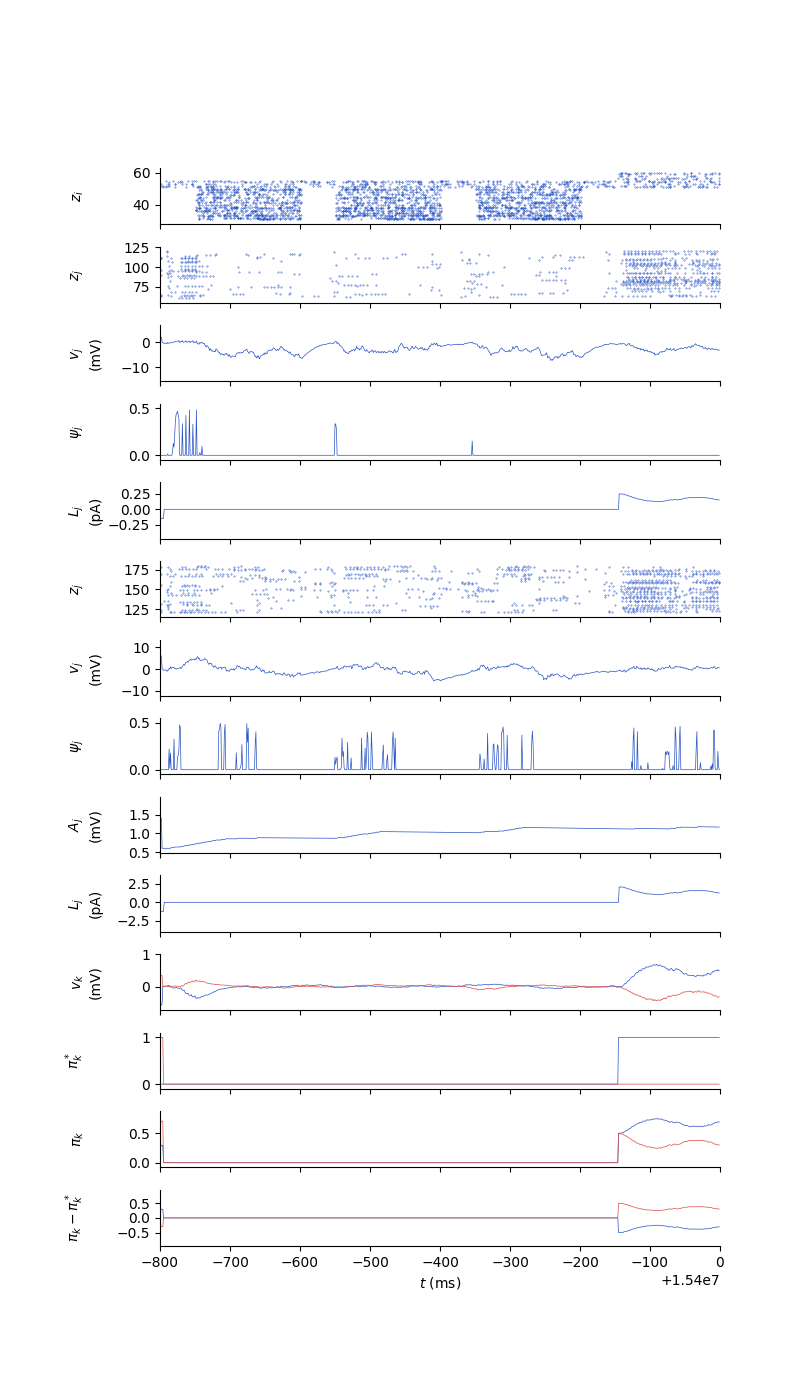 60
40
z_i
125
100
75
z_j
0
−10
v_j
(mV)
0.5
0.0
ψ_j
0.25
0.00
−0.25
L_j
(pA)
175
150
125
z_j
10
0
−10
v_j
(mV)
0.5
0.0
ψ_j
1.5
1.0
0.5
A_j
(mV)
2.5
0.0
−2.5
L_j
(pA)
1
0
v_k
(mV)
1
0
π_k^*
0.5
0.0
π_k
0.5
0.0
−0.5
π_k − π_k^*
−800 −700 −600 −500 −400 −300 −200 −100 0
t (ms)
+1.54e7